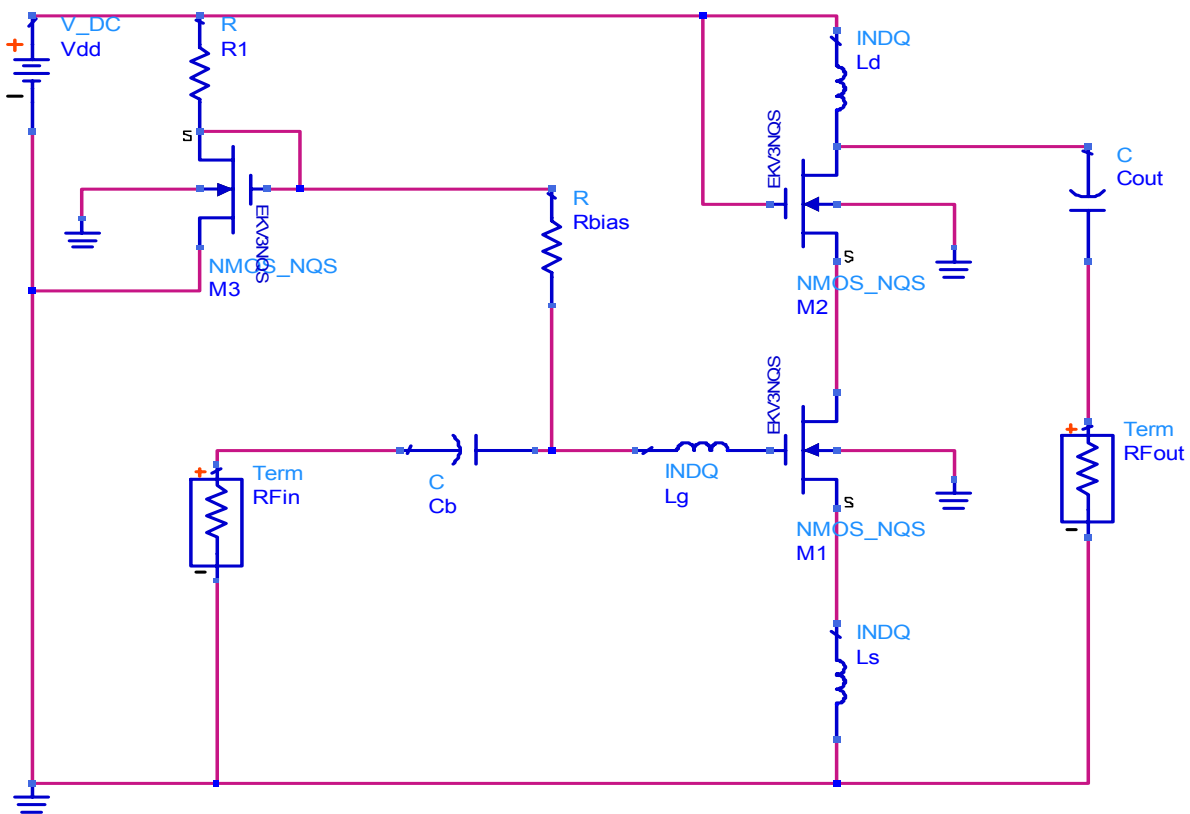 V_DC
Vdd
+
−
R
R1
S
EKV3NQS
NMOS_NQS
M3
R
Rbias
INDQ
Ld
EKV3NQS
S
NMOS_NQS
M2
C
Cout
EKV3NQS
S
NMOS_NQS
M1
INDQ
Lg
C
Cb
+
Term
RFin
−
+
Term
RFout
−
INDQ
Ls